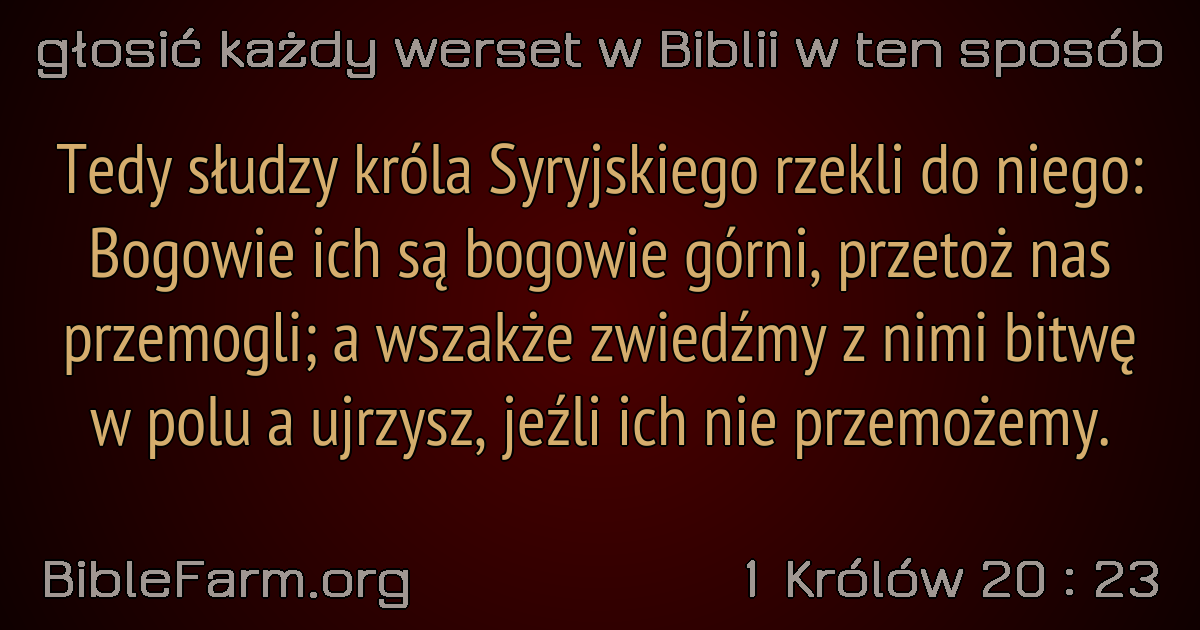 głosić każdy werset w Biblii w ten sposób
Tedy słudzy króla Syryjskiego rzekli do niego:
Bogowie ich są bogowie górni, przetoż nas
przemogli; a wszakże zwiedźmy z nimi bitwę
w polu a ujrzysz, jeźli ich nie przemożemy.
BibleFarm.org
1 Królów 20 : 23